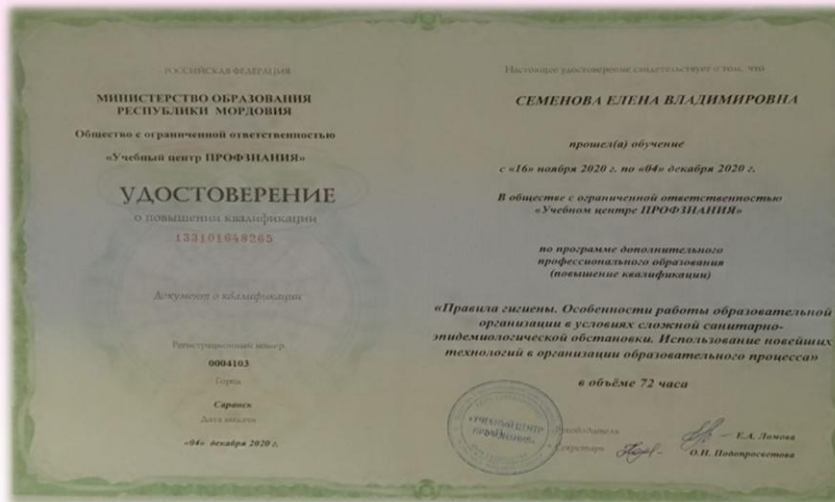 РОССИЙСКАЯ ФЕДЕРАЦИЯ
МИНИСТЕРСТВО ОБРАЗОВАНИЯ
РЕСПУБЛИКИ МОРДОВИЯ
Общество с ограниченной ответственностью
«Учебный центр ПРОФЗНАНИЯ»
УДОСТОВЕРЕНИЕ
о повышении квалификации
133101648265
Документ о квалификации
Регистрационный номер
0004103
Город
Саранск
Дата выдачи
«04» декабря 2020 г.
Настоящее удостоверение свидетельствует о том, что
СЕМЕНОВА ЕЛЕНА ВЛАДИМИРОВНА
прошел(а) обучение
с «16» ноября 2020 г. по «04» декабря 2020 г.
В обществе с ограниченной ответственностью
«Учебном центре ПРОФЗНАНИЯ»
по программе дополнительного
профессионального образования
(повышение квалификации)
«Правила гигиены. Особенности работы образовательной
организации в условиях сложной санитарно-
эпидемиологической обстановки. Использование новейших
технологий в организации образовательного процесса»
в объёме 72 часа
«УЧЕБНЫЙ ЦЕНТР
ПРОФЗНАНИЯ»
Руководитель
Е.А. Ломова
Секретарь
О.Н. Подопросветова